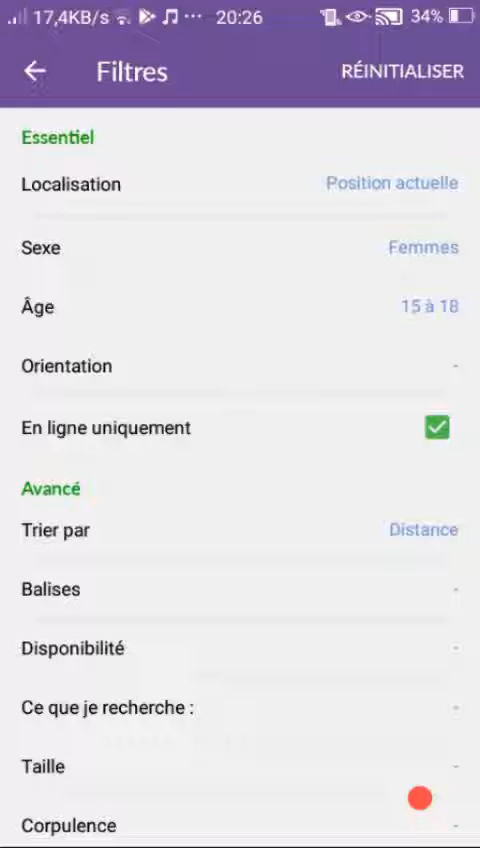 17,4KB/s ··· 20:26 34%
Filtres RÉINITIALISER
Essentiel
Localisation Position actuelle
Sexe Femmes
Âge 15 à 18
Orientation -
En ligne uniquement
Avancé
Trier par Distance
Balises -
Disponibilité -
Ce que je recherche : -
Taille -
Corpulence -